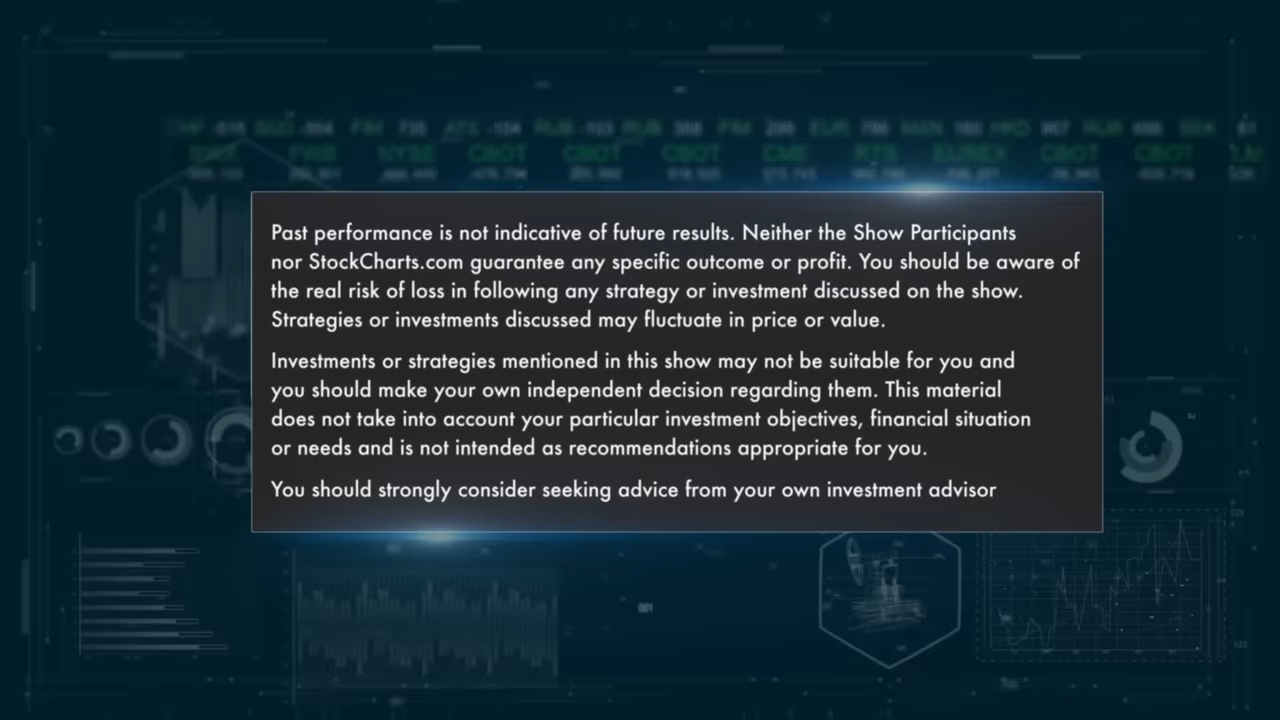 Past performance is not indicative of future results. Neither the Show Participants
nor StockCharts.com guarantee any specific outcome or profit. You should be aware of
the real risk of loss in following any strategy or investment discussed on the show.
Strategies or investments discussed may fluctuate in price or value.
Investments or strategies mentioned in this show may not be suitable for you and
you should make your own independent decision regarding them. This material
does not take into account your particular investment objectives, financial situation
or needs and is not intended as recommendations appropriate for you.
You should strongly consider seeking advice from your own investment advisor